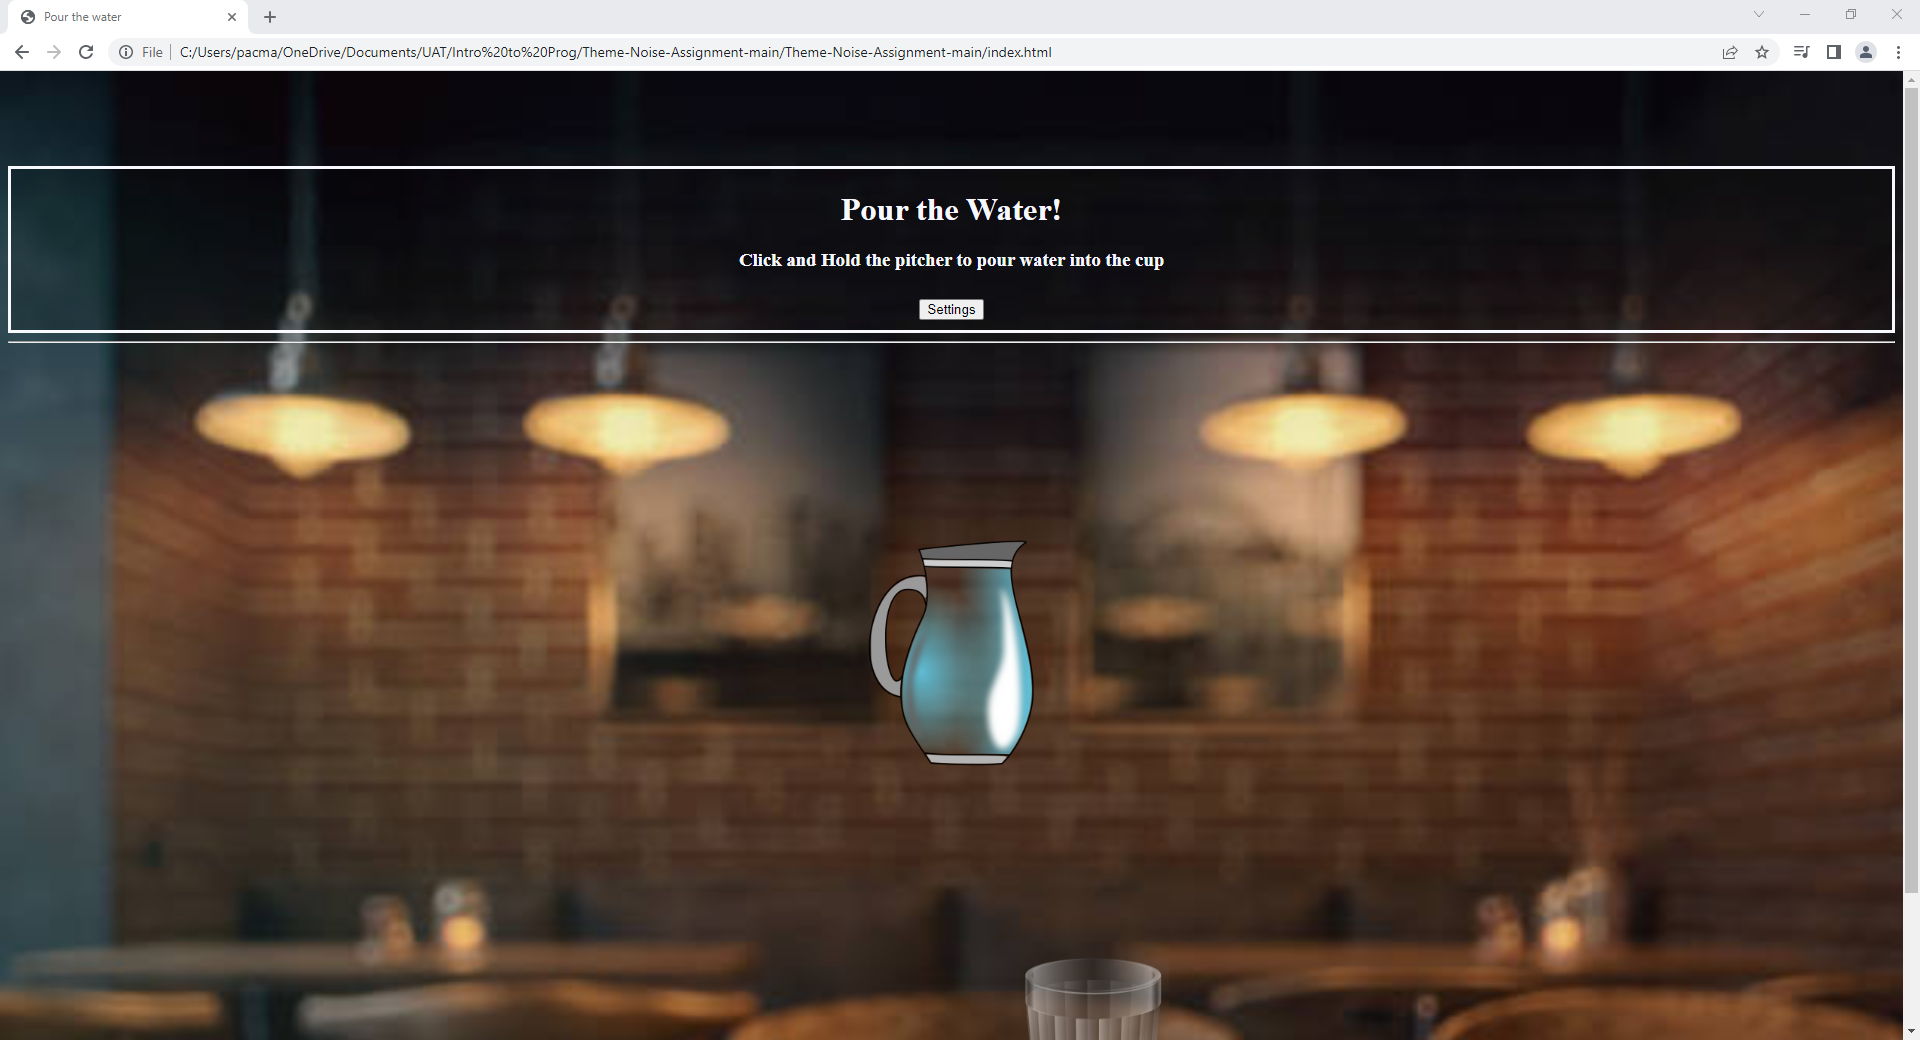 Pour the water
File
C:/Users/pacma/OneDrive/Documents/UAT/Intro%20to%20Prog/Theme-Noise-Assignment-main/Theme-Noise-Assignment-main/index.html
Pour the Water!
Click and Hold the pitcher to pour water into the cup
Settings